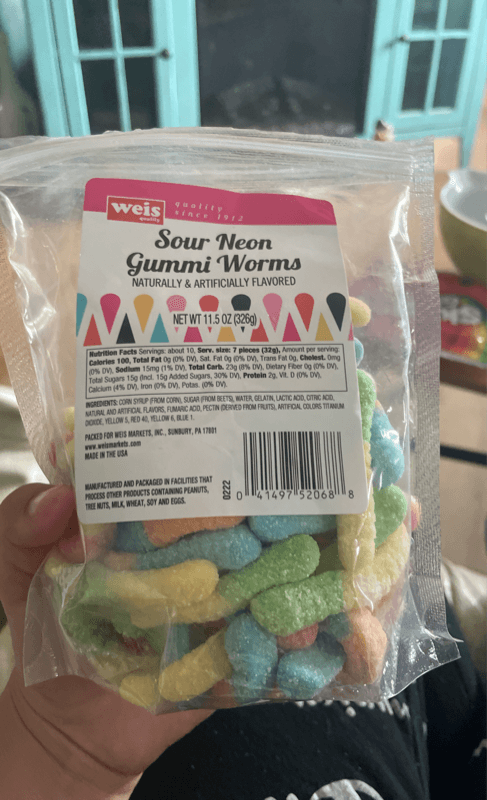 weis quality
quality
since 1912
Sour Neon
Gummi Worms
NATURALLY & ARTIFICIALLY FLAVORED
NET WT 11.5 OZ (326g)
Nutrition Facts Servings: about 10, Serv. size: 7 pieces (32g), Amount per serving:
Calories 100, Total Fat 0g (0% DV), Sat. Fat 0g (0% DV), Trans Fat 0g, Cholest. 0mg
(0% DV), Sodium 15mg (1% DV), Total Carb. 23g (8% DV), Dietary Fiber 0g (0% DV),
Total Sugars 15g (Incl. 15g Added Sugars, 30% DV), Protein 2g, Vit. D (0% DV),
Calcium (4% DV), Iron (0% DV), Potas. (0% DV).
INGREDIENTS: CORN SYRUP (FROM CORN), SUGAR (FROM BEETS), WATER, GELATIN, LACTIC ACID, CITRIC ACID,
NATURAL AND ARTIFICIAL FLAVORS, FUMARIC ACID, PECTIN (DERIVED FROM FRUITS), ARTIFICIAL COLORS TITANIUM
DIOXIDE, YELLOW 5, RED 40, YELLOW 6, BLUE 1.
PACKED FOR WEIS MARKETS, INC., SUNBURY, PA 17801
www.weismarkets.com
MADE IN THE USA
MANUFACTURED AND PACKAGED IN FACILITIES THAT
PROCESS OTHER PRODUCTS CONTAINING PEANUTS,
TREE NUTS, MILK, WHEAT, SOY AND EGGS.
0222
0 41497 52068 8